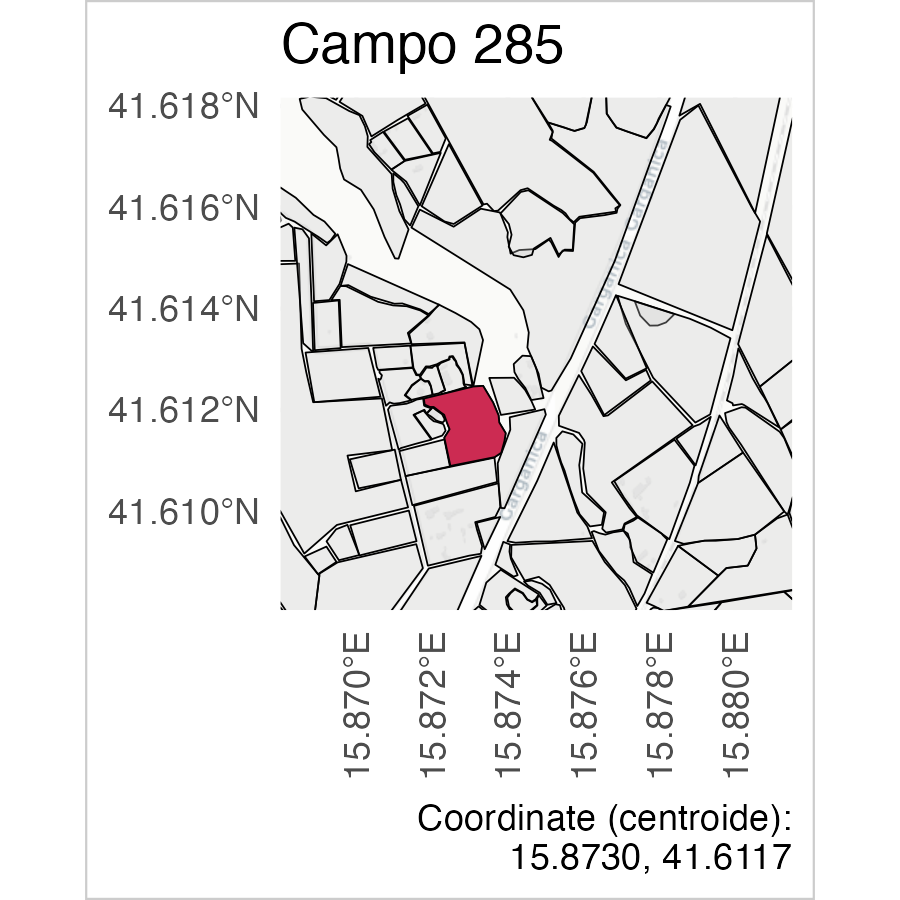 Campo 285
41.618°N
41.616°N
41.614°N
41.612°N
41.610°N
Garganica
Garganica
Garganica
15.870°E
15.872°E
15.874°E
15.876°E
15.878°E
15.880°E
Coordinate (centroide):
15.8730, 41.6117